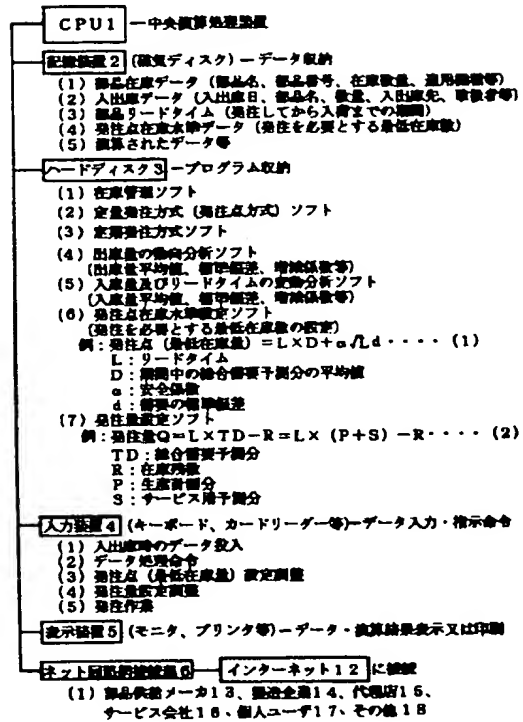 CPU1 ー中央演算処理装置
記憶装置2 (磁気ディスク) ーデータ収納
(1) 部品在庫データ (部品名、部品番号、在庫数量、適用機種等)
(2) 入出庫データ (入出庫日、部品名、数量、入出庫先、取扱者等)
(3) 部品リードタイム (発注してから入荷までの期間)
(4) 発注点在庫水準データ (発注を必要とする最低在庫数)
(5) 演算されたデータ等
ハードディスク3 ープログラム収納
(1) 在庫管理ソフト
(2) 定量発注方式 (発注点方式) ソフト
(3) 定期発注方式ソフト
(4) 出庫量の動向分析ソフト
(出庫量平均値、標準偏差、増減係数等)
(5) 入庫量及びリードタイムの変動分析ソフト
(入庫量平均値、標準偏差、増減係数等)
(6) 発注点在庫水準設定ソフト
(発注を必要とする最低在庫数の設定)
例:発注点 (最低在庫量) =L×D+α√Ld・・・・ (1)
L:リードタイム
D:期間中の総合需要予測分の平均値
α:安全係数
d:需要の標準偏差
(7) 発注量設定ソフト
例:発注量Q=L×TD−R=L× (P+S) −R・・・・ (2)
TD:総合需要予測分
R:在庫残数
P:生産計画分
S:サービス用予測分
入力装置4 (キーボード、カードリーダー等)ーデータ入力・指示命令
(1) 入出庫時のデータ投入
(2) データ処理命令
(3) 発注点 (最低在庫量) 設定調整
(4) 発注量設定調整
(5) 発注作業
表示装置5 (モニタ、プリンタ等) ーデータ・演算結果表示又は印刷
ネット回路網接続器6 インターネット12 に接続
(1) 部品供給メーカ13、製造企業14、代理店15、
サービス会社16、個人ユーザ17、その他18